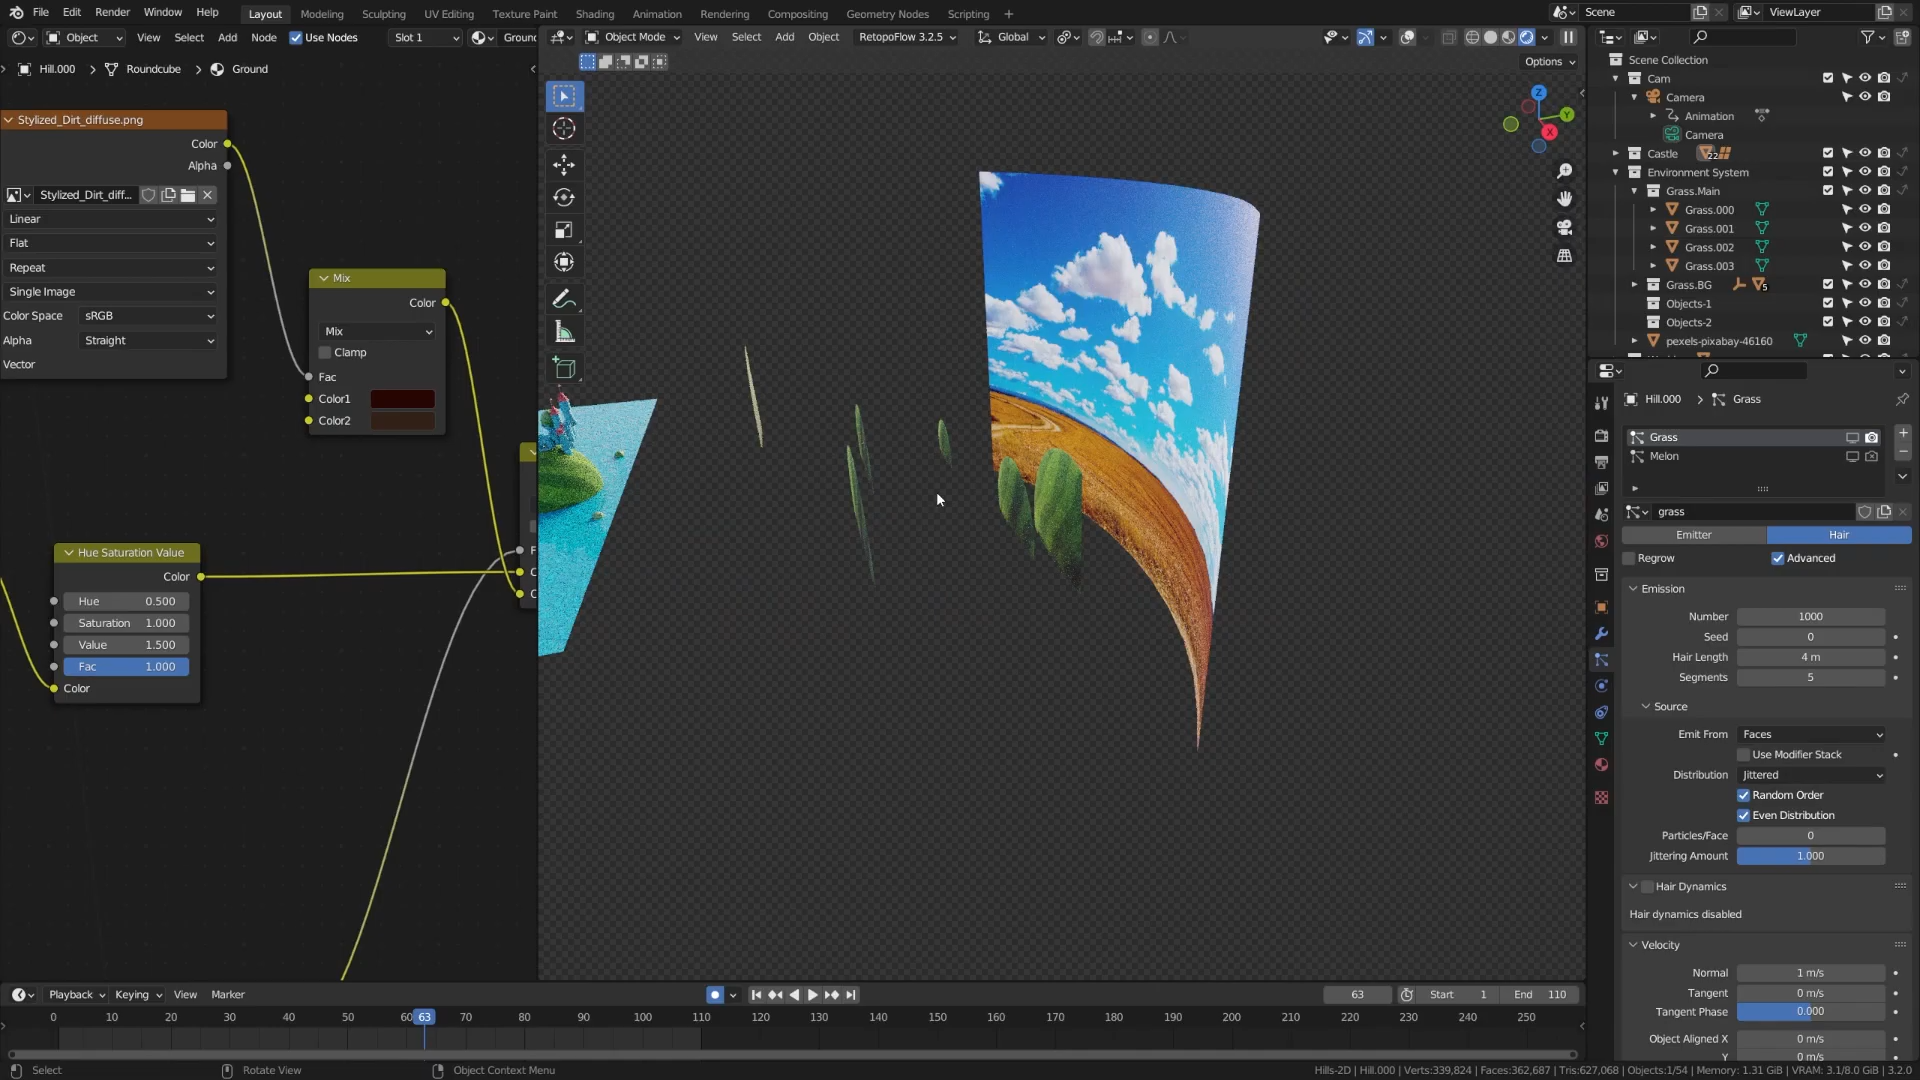 File Edit Render Window Help Layout Modeling Sculpting UV Editing Texture Paint Shading Animation Rendering Compositing Geometry Nodes Scripting + Scene ViewLayer
Object View Select Add Node Use Nodes Slot 1 Groun
Object Mode View Select Add Object RetopoFlow 3.2.5 Global
Options
Hill.000 > Roundcube > Ground
Stylized_Dirt_diffuse.png
Color
Alpha
Stylized_Dirt_diff...
Linear
Flat
Repeat
Single Image
Color Space sRGB
Alpha Straight
Vector
Mix
Color
Mix
Clamp
Fac
Color1
Color2
Hue Saturation Value
Color
Hue 0.500
Saturation 1.000
Value 1.500
Fac 1.000
Color
F
C
C
Z
Y
X
Scene Collection
Cam
Camera
Animation
Camera
Castle 22
Environment System
Grass.Main
Grass.000
Grass.001
Grass.002
Grass.003
Grass.BG 5
Objects-1
Objects-2
pexels-pixabay-46160
Hill.000 > Grass
Grass
Melon
grass
Emitter Hair
Regrow Advanced
Emission
Number 1000
Seed 0
Hair Length 4 m
Segments 5
Source
Emit From Faces
Use Modifier Stack
Distribution Jittered
Random Order
Even Distribution
Particles/Face 0
Jittering Amount 1.000
Hair Dynamics
Hair dynamics disabled
Velocity
Normal 1 m/s
Tangent 0 m/s
Tangent Phase 0.000
Object Aligned X 0 m/s
Y 0 m/s
Playback Keying View Marker 63 Start 1 End 110
0 10 20 30 40 50 60 63 70 80 90 100 110 120 130 140 150 160 170 180 190 200 210 220 230 240 250
Select Rotate View Object Context Menu Hills-2D | Hill.000 | Verts:339,824 | Faces:362,687 | Tris:627,068 | Objects:1/54 | Memory: 1.31 GiB | VRAM: 3.1/8.0 GiB | 3.2.0